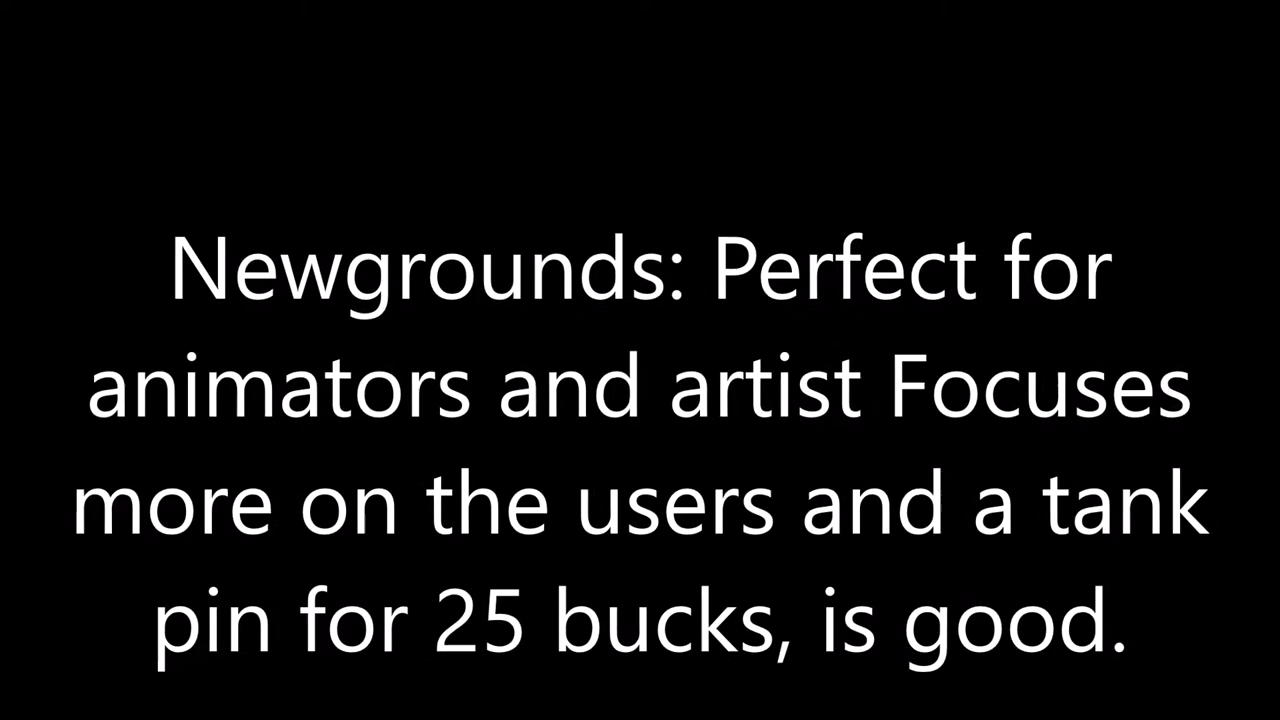 Newgrounds: Perfect for
animators and artist Focuses
more on the users and a tank
pin for 25 bucks, is good.